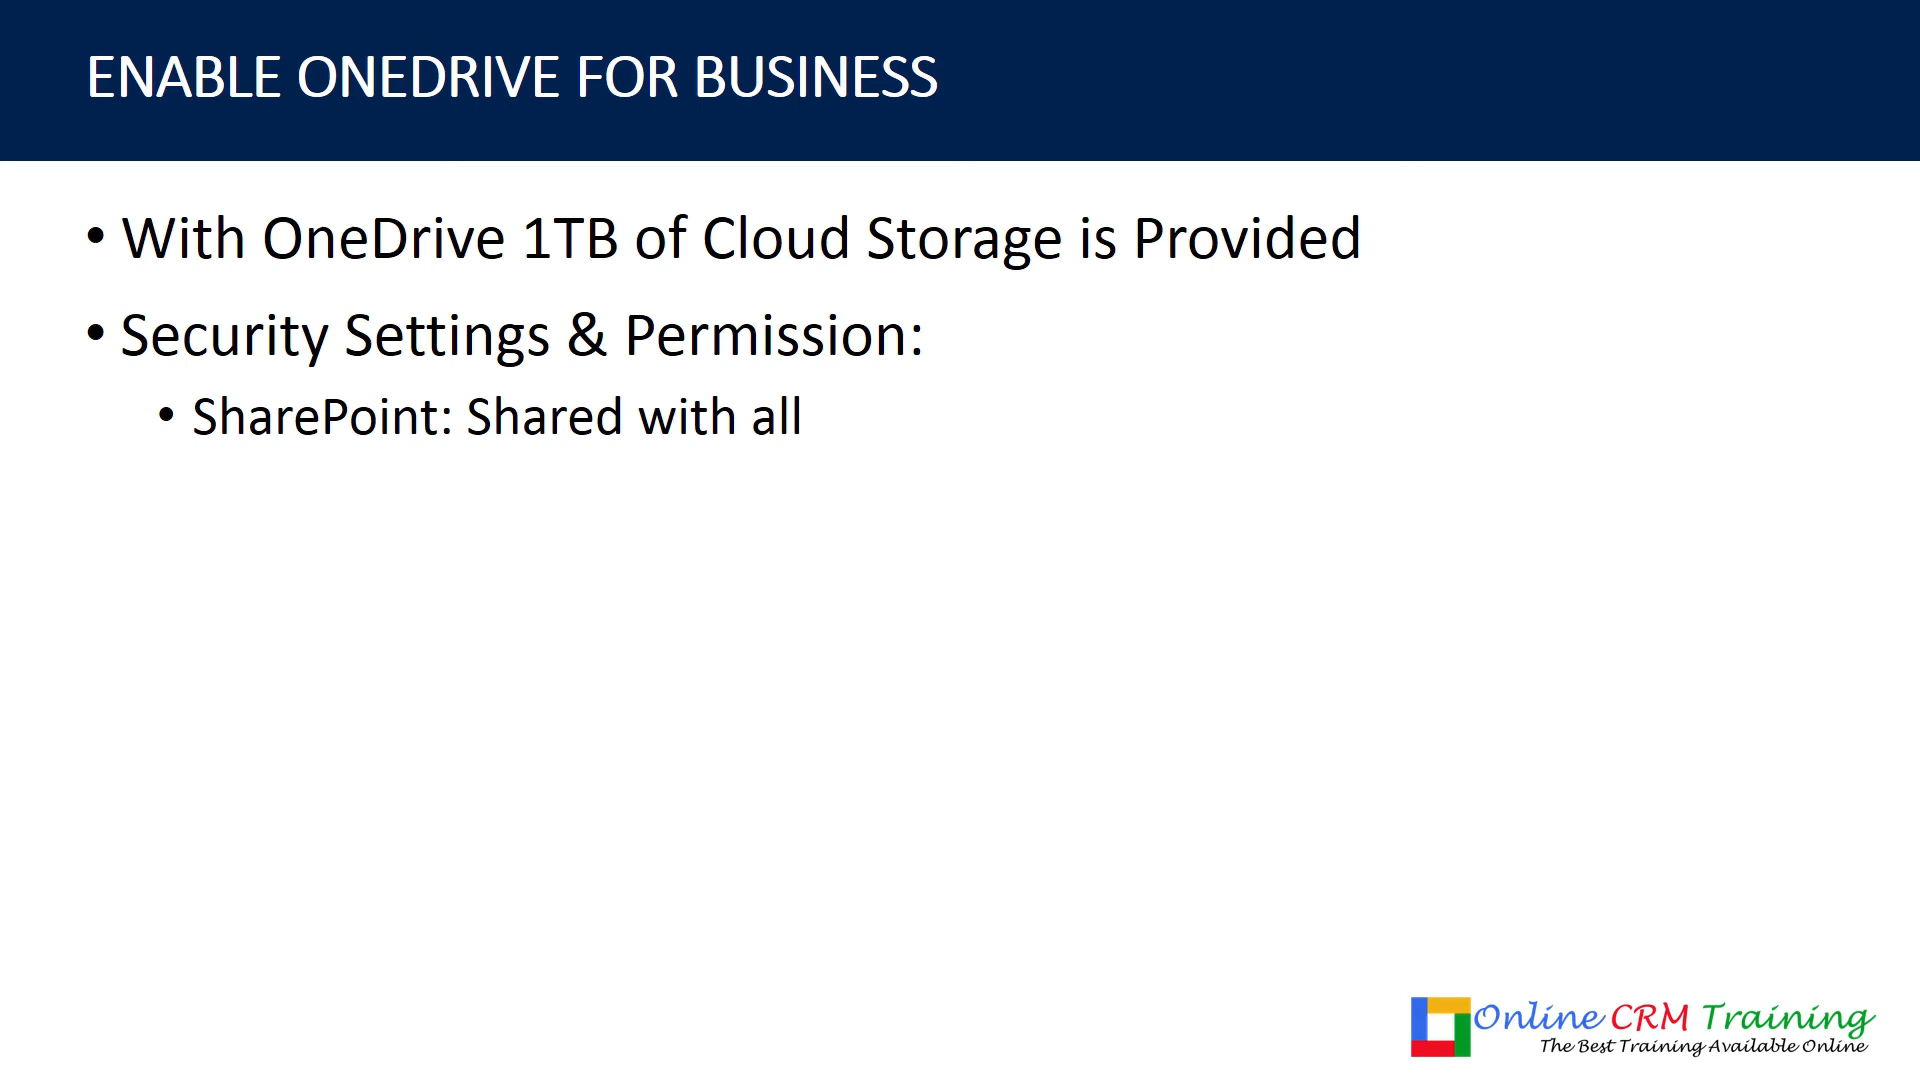 ENABLE ONEDRIVE FOR BUSINESS
• With OneDrive 1TB of Cloud Storage is Provided
• Security Settings & Permission:
• SharePoint: Shared with all
Online CRM Training
The Best Training Available Online